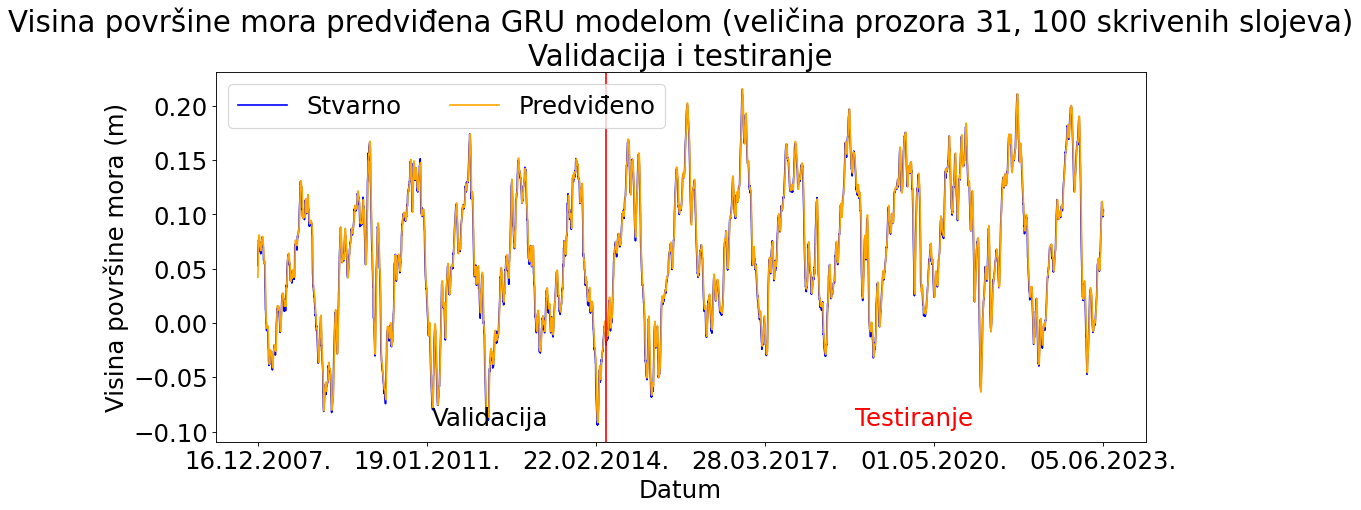 Visina površine mora predviđena GRU modelom (veličina prozora 31, 100 skrivenih slojeva)
Validacija i testiranje
Stvarno
Predviđeno
Visina površine mora (m)
0.20
0.15
0.10
0.05
0.00
−0.05
−0.10
Validacija
Testiranje
16.12.2007.
19.01.2011.
22.02.2014.
28.03.2017.
01.05.2020.
05.06.2023.
Datum